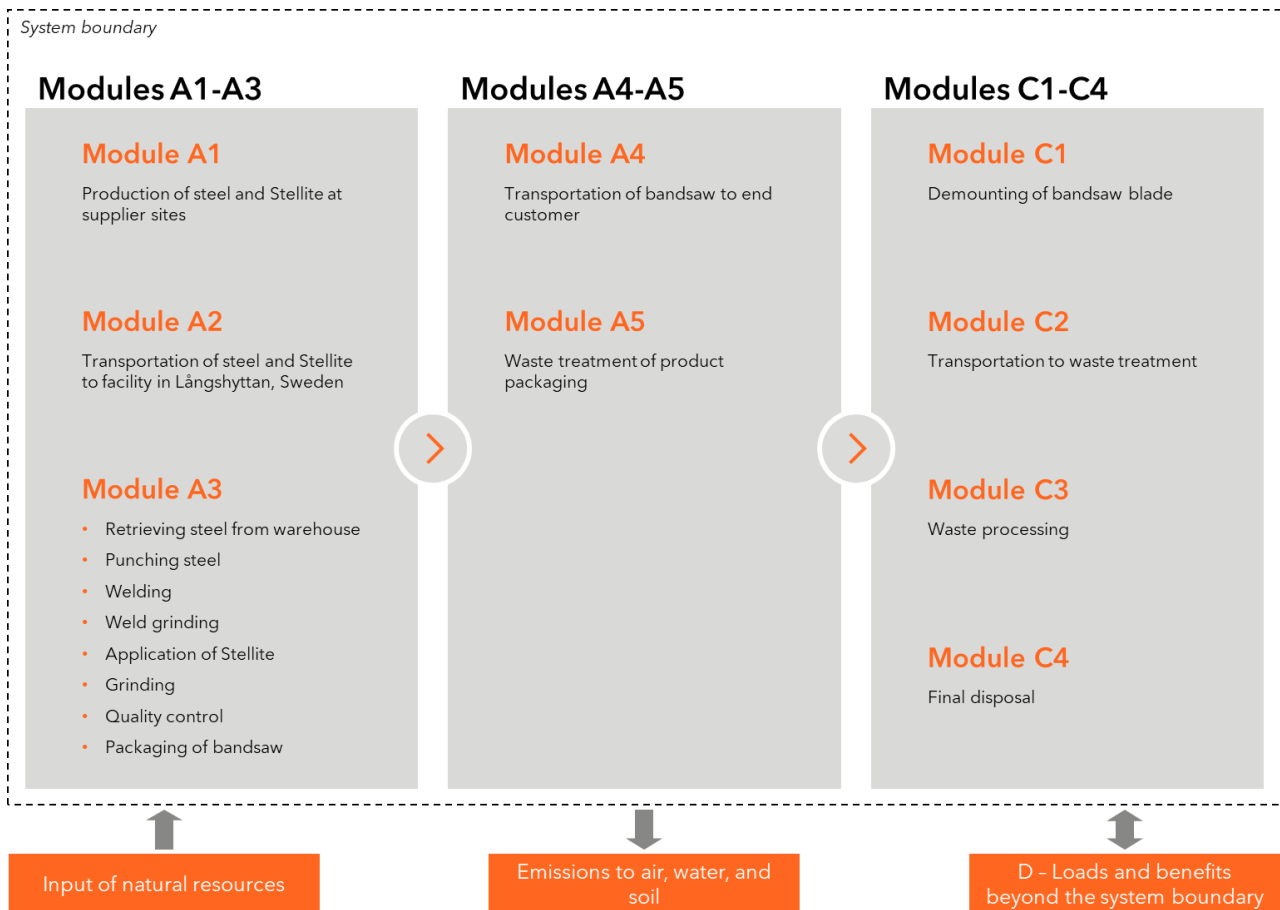 System boundary
Modules A1-A3
Module A1
Production of steel and Stellite at
supplier sites
Module A2
Transportation of steel and Stellite
to facility in Långshyttan, Sweden
Module A3
• Retrieving steel from warehouse
• Punching steel
• Welding
• Weld grinding
• Application of Stellite
• Grinding
• Quality control
• Packaging of bandsaw
Modules A4-A5
Module A4
Transportation of bandsaw to end
customer
Module A5
Waste treatment of product
packaging
Modules C1-C4
Module C1
Demounting of bandsaw blade
Module C2
Transportation to waste treatment
Module C3
Waste processing
Module C4
Final disposal
Input of natural resources
Emissions to air, water, and
soil
D – Loads and benefits
beyond the system boundary